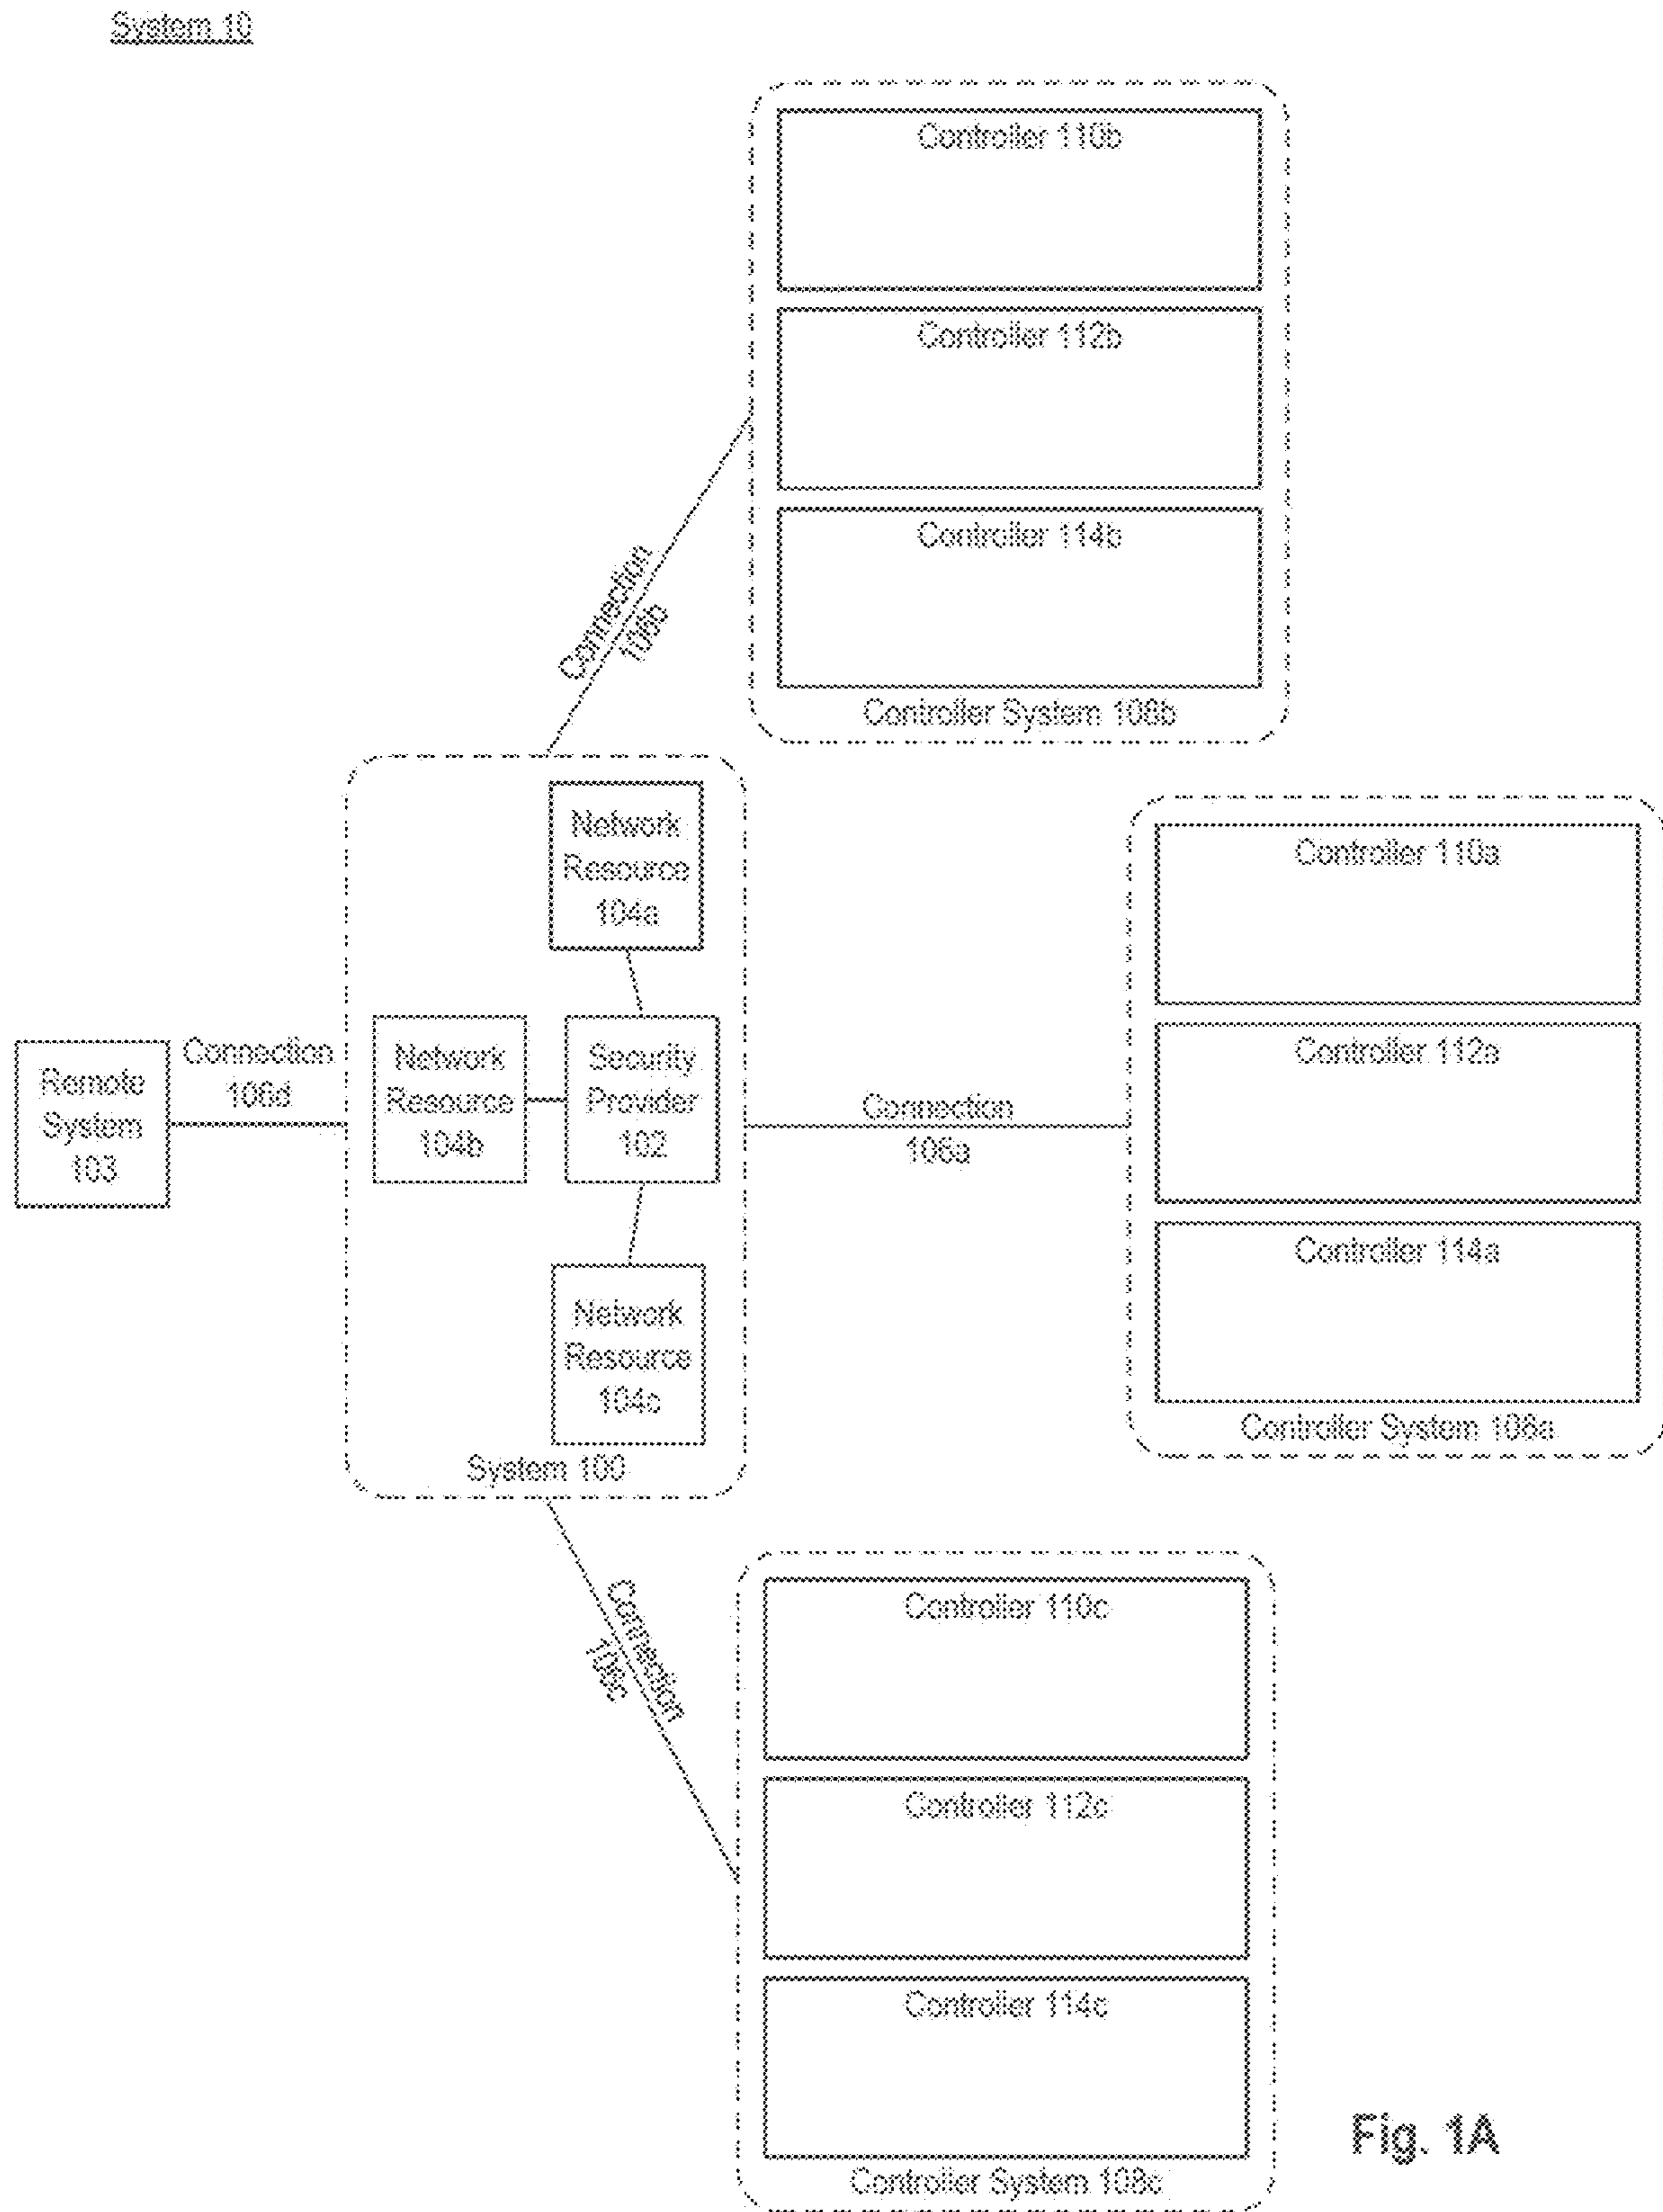 System 10
Controller 110b
Controller 112b
Controller 114b
Controller System 108b
Connection
106b
Network
Resource
104a
Remote
System
103
Connection
106d
Network
Resource
104b
Security
Provider
102
Network
Resource
104c
System 100
Connection
106a
Controller 110a
Controller 112a
Controller 114a
Controller System 108a
Connection
106c
Controller 110c
Controller 112c
Controller 114c
Controller System 108c
Fig. 1A